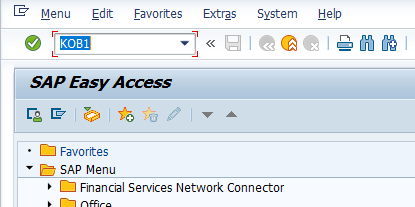 Menu Edit Favorites Extras System Help
KOB1
SAP Easy Access
Favorites
SAP Menu
Financial Services Network Connector
Office